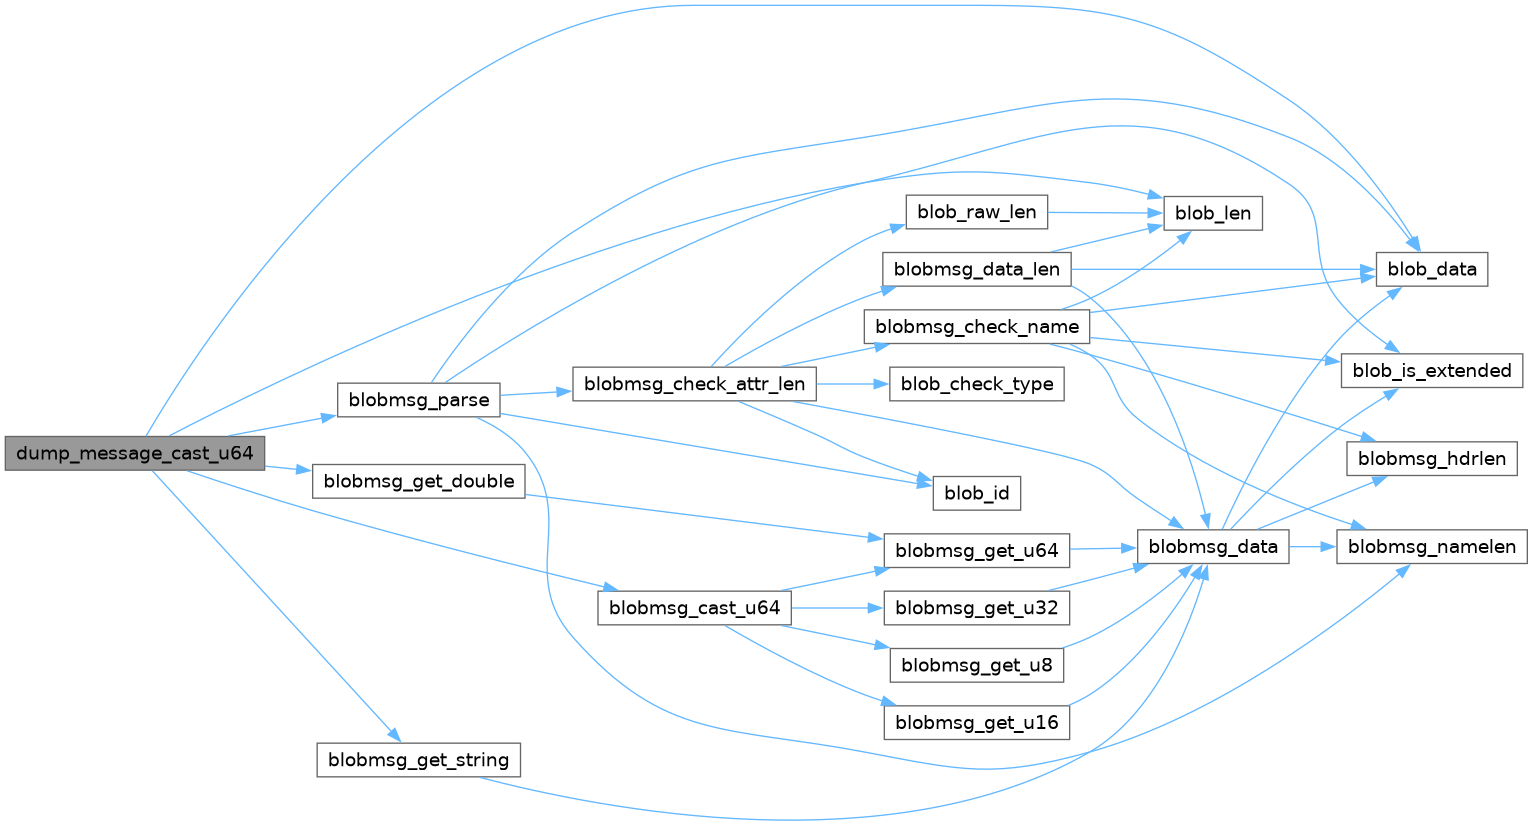 dump_message_cast_u64
blobmsg_parse
blobmsg_get_double
blobmsg_cast_u64
blobmsg_get_string
blobmsg_check_attr_len
blob_raw_len
blobmsg_data_len
blobmsg_check_name
blob_check_type
blob_id
blobmsg_get_u64
blobmsg_get_u32
blobmsg_get_u8
blobmsg_get_u16
blob_len
blobmsg_data
blob_data
blob_is_extended
blobmsg_hdrlen
blobmsg_namelen